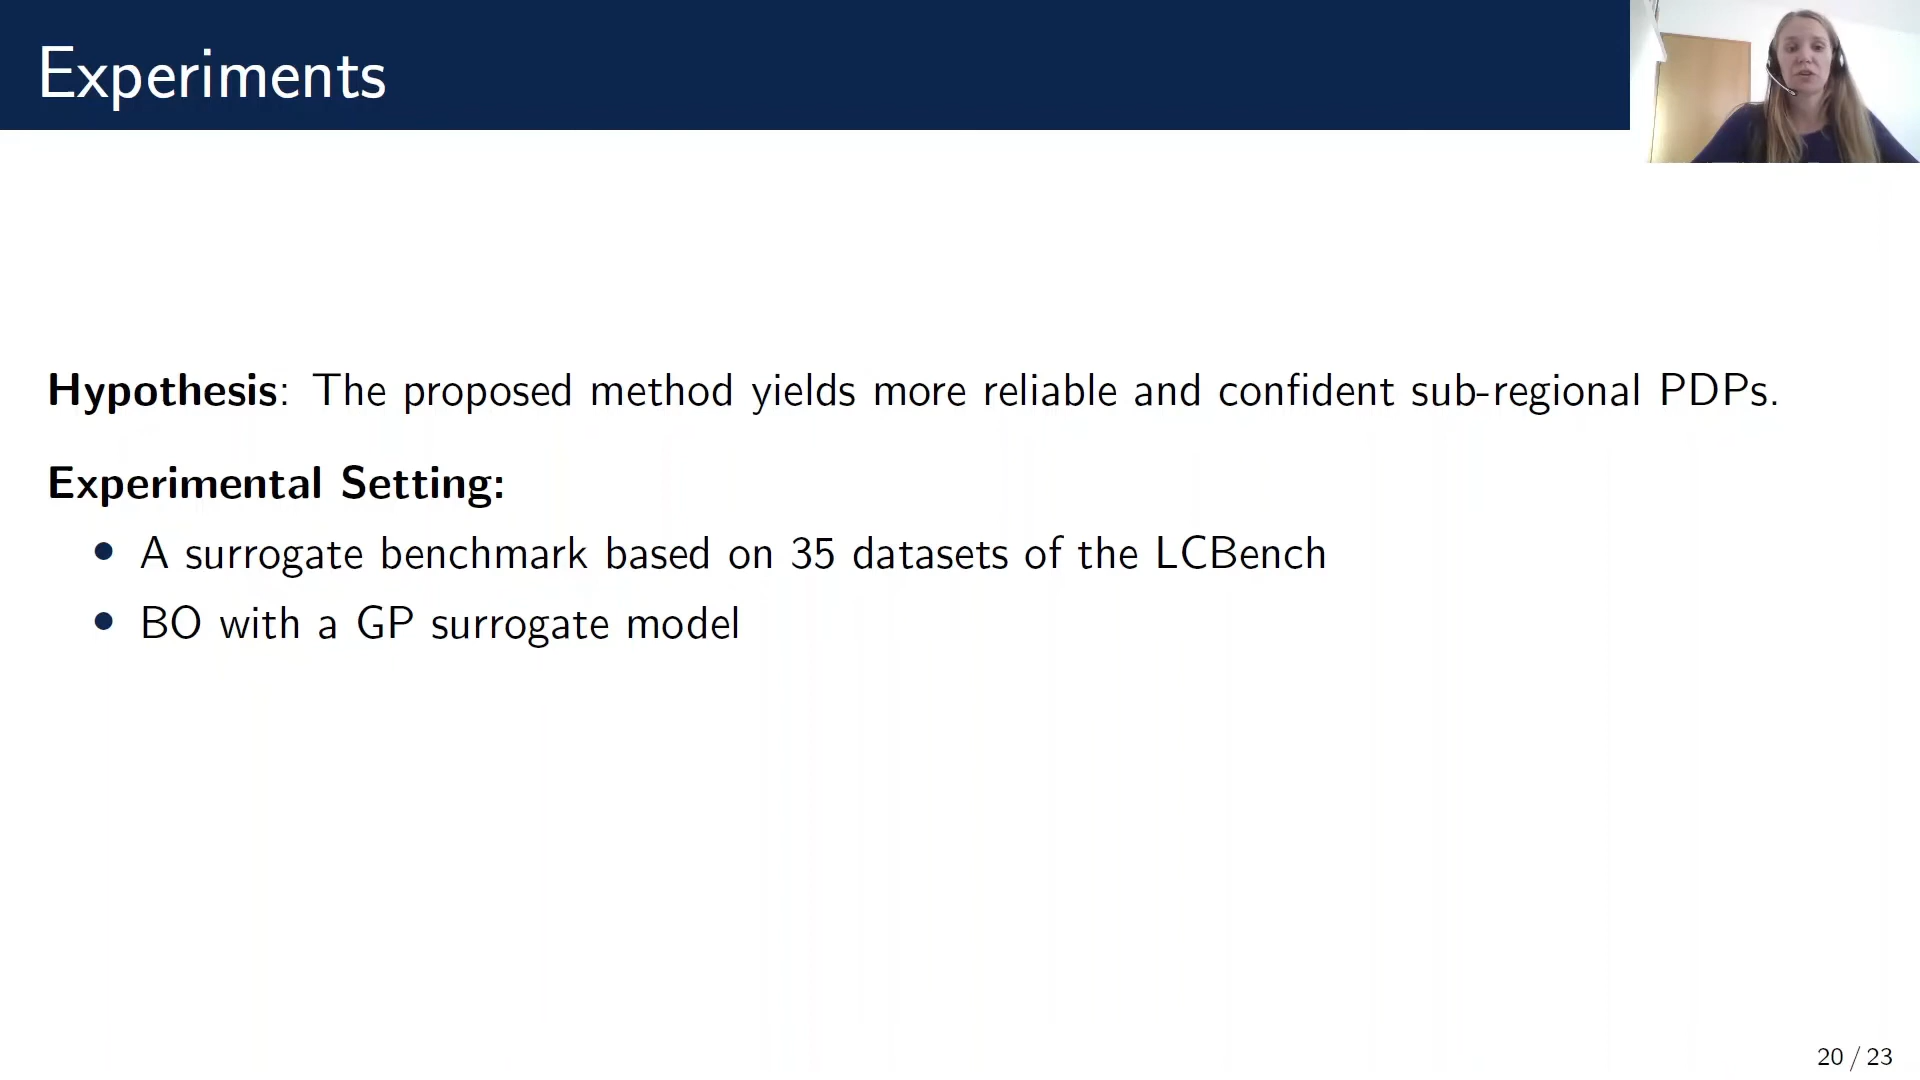 Experiments
Hypothesis: The proposed method yields more reliable and confident sub-regional PDPs.
Experimental Setting:
• A surrogate benchmark based on 35 datasets of the LCBench
• BO with a GP surrogate model
20 / 23